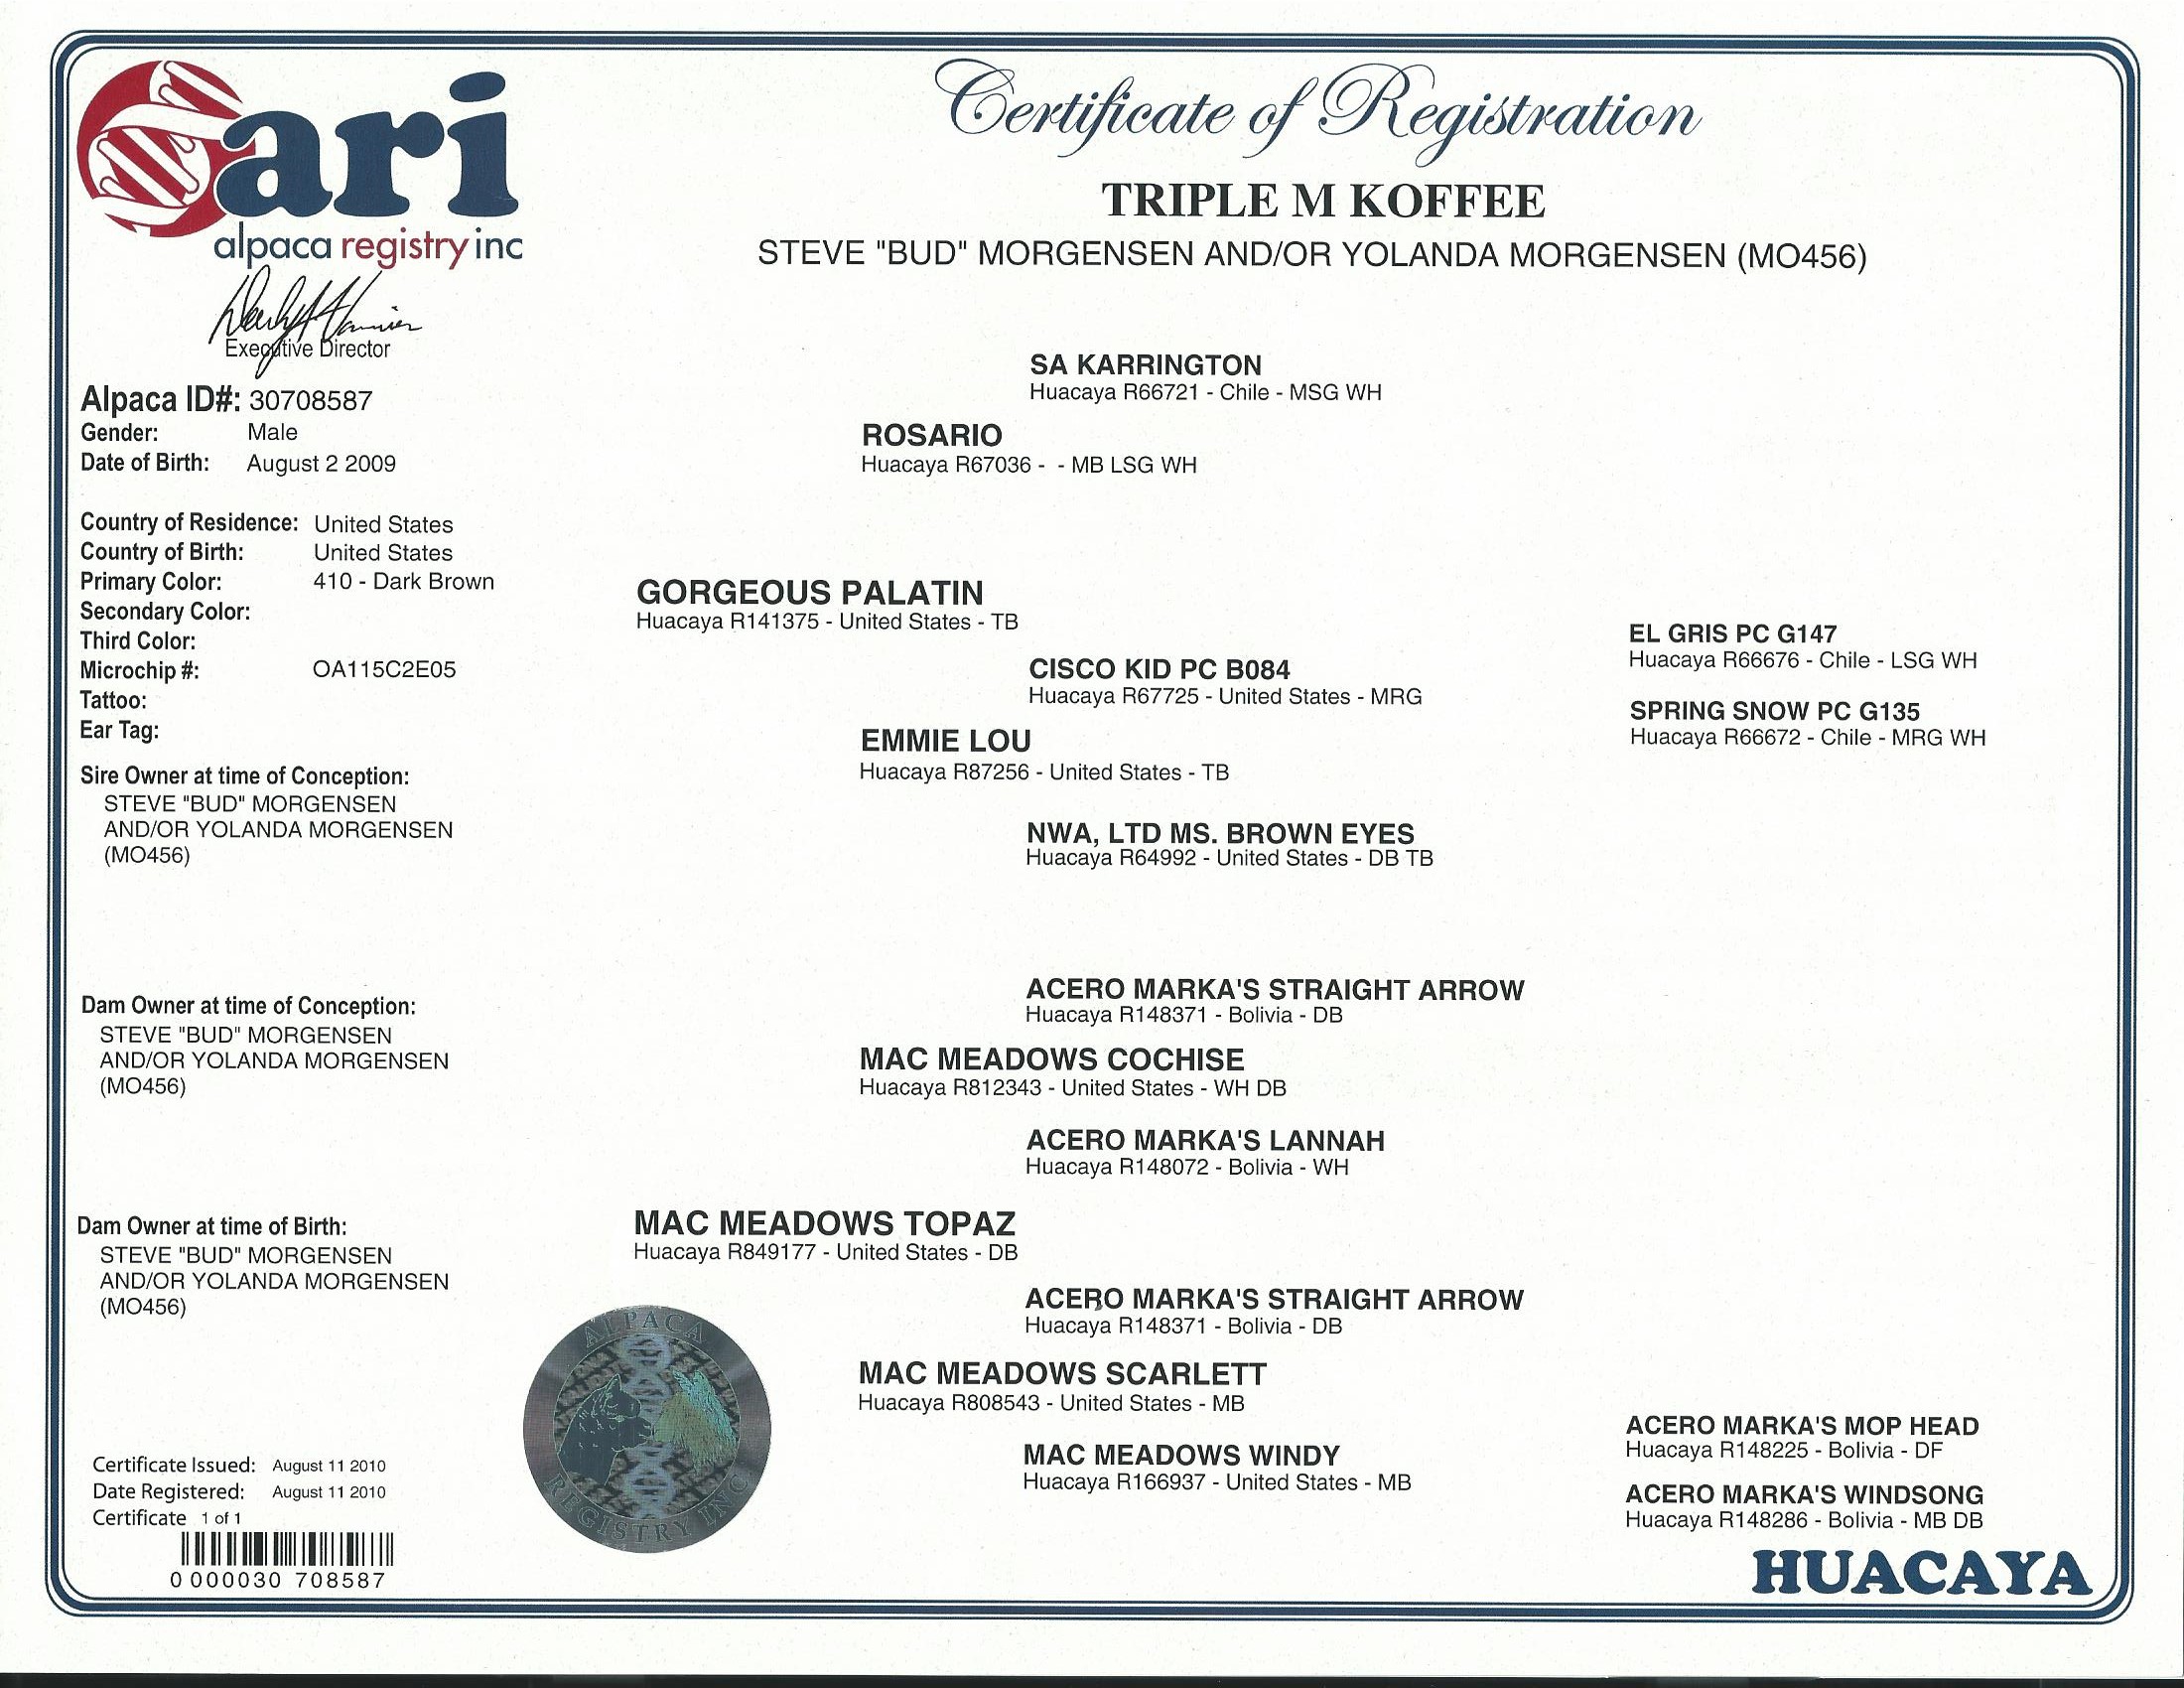 ari
alpaca registry inc
Executive Director
Certificate of Registration
TRIPLE M KOFFEE
STEVE "BUD" MORGENSEN AND/OR YOLANDA MORGENSEN (MO456)
Alpaca ID#: 30708587
Gender: Male
Date of Birth: August 2 2009
Country of Residence: United States
Country of Birth: United States
Primary Color: 410 - Dark Brown
Secondary Color:
Third Color:
Microchip #: OA115C2E05
Tattoo:
Ear Tag:
Sire Owner at time of Conception:
STEVE "BUD" MORGENSEN
AND/OR YOLANDA MORGENSEN
(MO456)
Dam Owner at time of Conception:
STEVE "BUD" MORGENSEN
AND/OR YOLANDA MORGENSEN
(MO456)
Dam Owner at time of Birth:
STEVE "BUD" MORGENSEN
AND/OR YOLANDA MORGENSEN
(MO456)
Certificate Issued: August 11 2010
Date Registered: August 11 2010
Certificate 1 of 1
0 000030 708587
SA KARRINGTON
Huacaya R66721 - Chile - MSG WH
ROSARIO
Huacaya R67036 - - MB LSG WH
GORGEOUS PALATIN
Huacaya R141375 - United States - TB
EL GRIS PC G147
Huacaya R66676 - Chile - LSG WH
CISCO KID PC B084
Huacaya R67725 - United States - MRG
SPRING SNOW PC G135
Huacaya R66672 - Chile - MRG WH
EMMIE LOU
Huacaya R87256 - United States - TB
NWA, LTD MS. BROWN EYES
Huacaya R64992 - United States - DB TB
ACERO MARKA'S STRAIGHT ARROW
Huacaya R148371 - Bolivia - DB
MAC MEADOWS COCHISE
Huacaya R812343 - United States - WH DB
ACERO MARKA'S LANNAH
Huacaya R148072 - Bolivia - WH
MAC MEADOWS TOPAZ
Huacaya R849177 - United States - DB
ACERO MARKA'S STRAIGHT ARROW
Huacaya R148371 - Bolivia - DB
MAC MEADOWS SCARLETT
Huacaya R808543 - United States - MB
ACERO MARKA'S MOP HEAD
Huacaya R148225 - Bolivia - DF
MAC MEADOWS WINDY
Huacaya R166937 - United States - MB
ACERO MARKA'S WINDSONG
Huacaya R148286 - Bolivia - MB DB
ALPACA
REGISTRY INC
HUACAYA